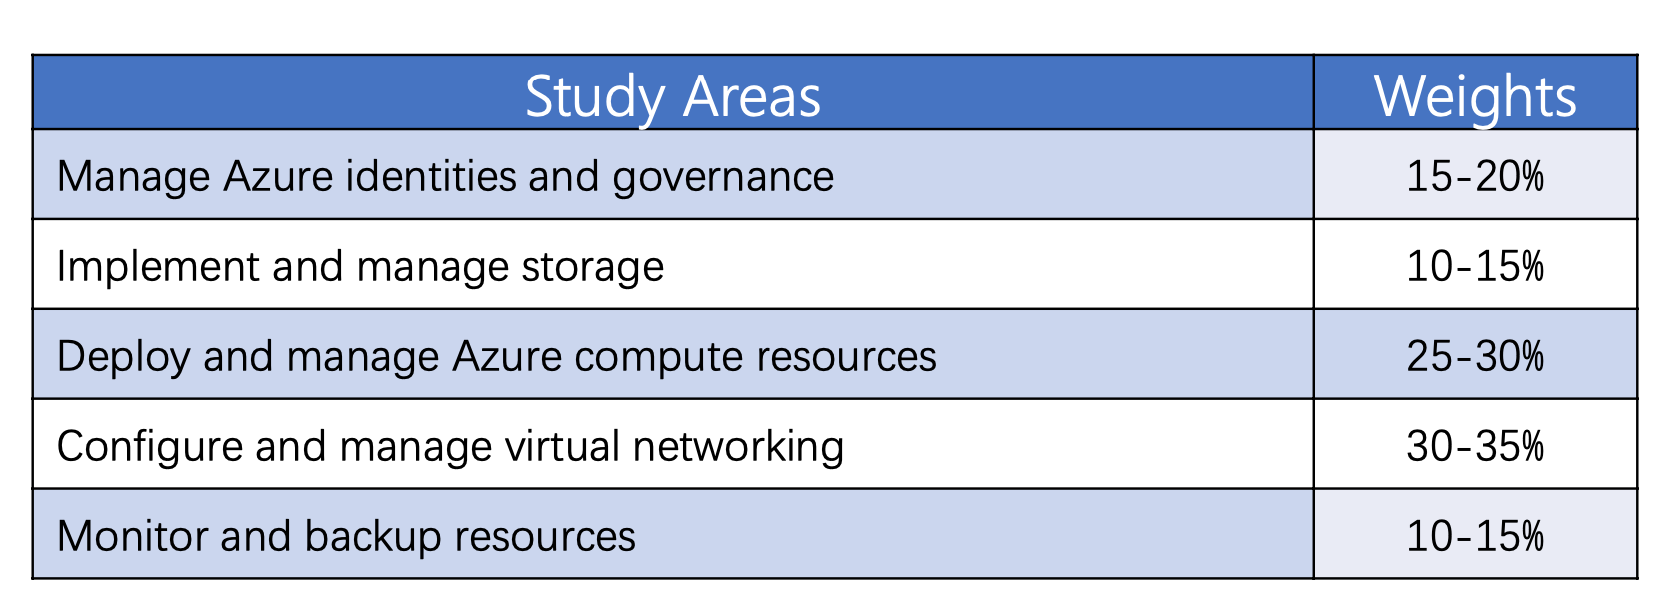 Study Areas Weights
Manage Azure identities and governance 15-20%
Implement and manage storage 10-15%
Deploy and manage Azure compute resources 25-30%
Configure and manage virtual networking 30-35%
Monitor and backup resources 10-15%